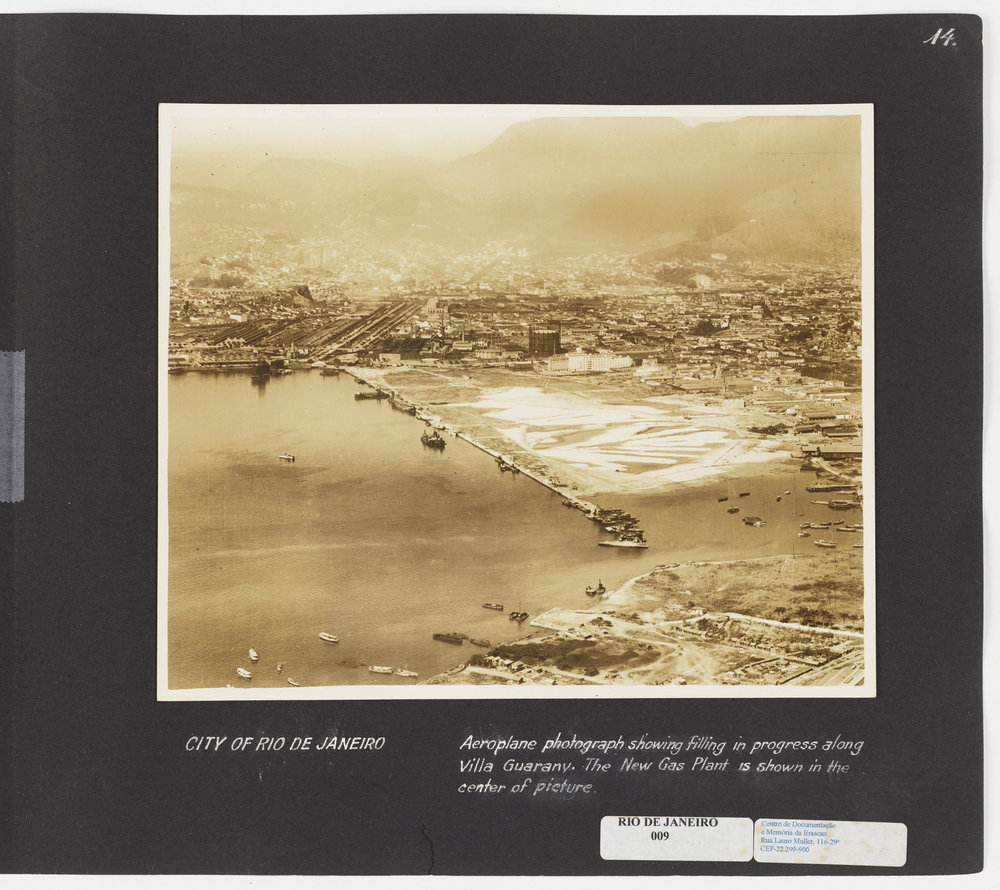 14.
CITY OF RIO DE JANEIRO
Aeroplane photograph showing filling in progress along
Villa Guarany. The New Gas Plant is shown in the
center of picture.
RIO DE JANEIRO
009
Centro de Documentação
e Memória da Brascan
Rua Lauro Muller, 116-29º
CEP-22.299-900